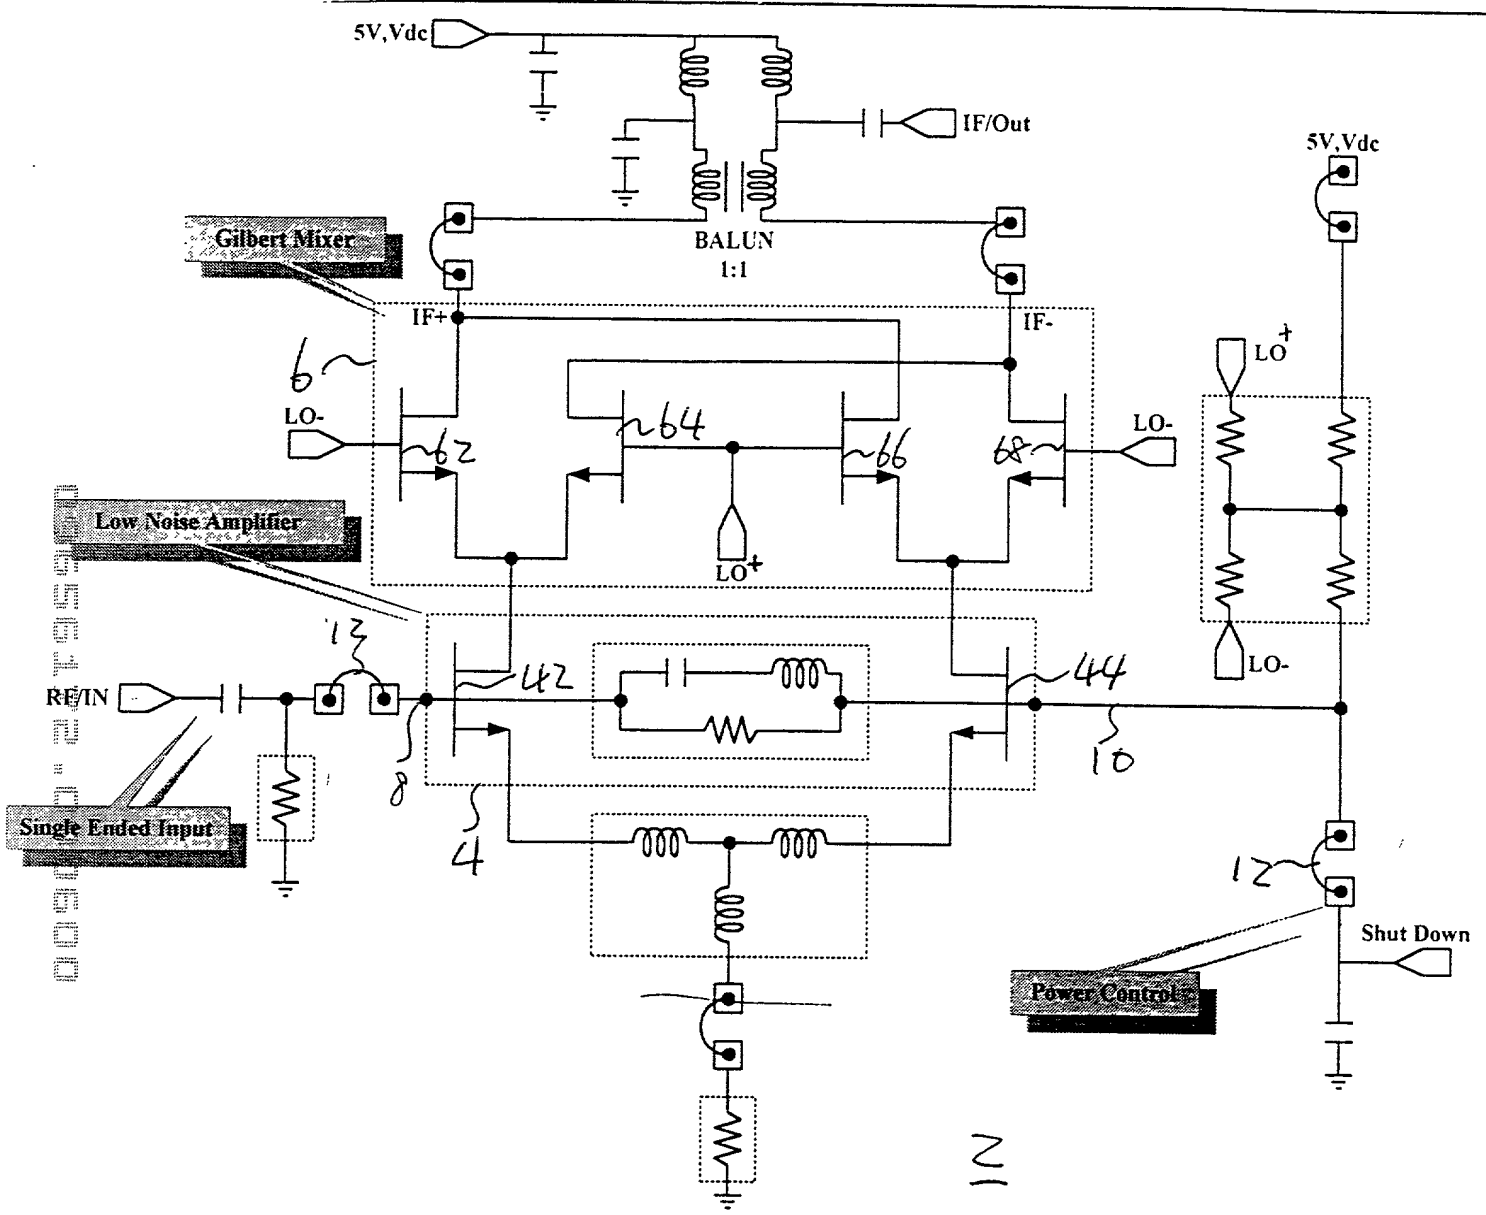 5V,Vdc
IF/Out
5V,Vdc
BALUN
1:1
Gilbert Mixer
IF+
IF-
6
LO+
LO-
62
64
66
68
LO-
Low Noise Amplifier
LO+
LO-
13
RF/IN
42
44
8
10
4
Single Ended Input
12
Shut Down
Power Control
2